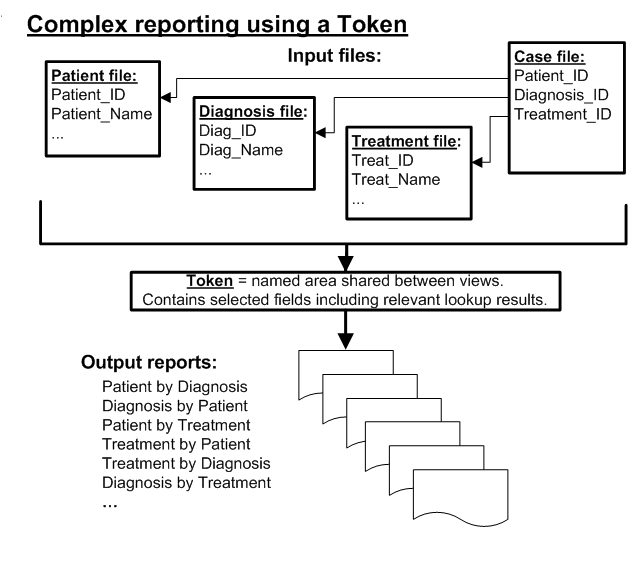 Complex reporting using a Token
Input files:
Patient file:
Patient_ID
Patient_Name
...
Diagnosis file:
Diag_ID
Diag_Name
...
Treatment file:
Treat_ID
Treat_Name
...
Case file:
Patient_ID
Diagnosis_ID
Treatment_ID
Token = named area shared between views.
Contains selected fields including relevant lookup results.
Output reports:
Patient by Diagnosis
Diagnosis by Patient
Patient by Treatment
Treatment by Patient
Treatment by Diagnosis
Diagnosis by Treatment
...